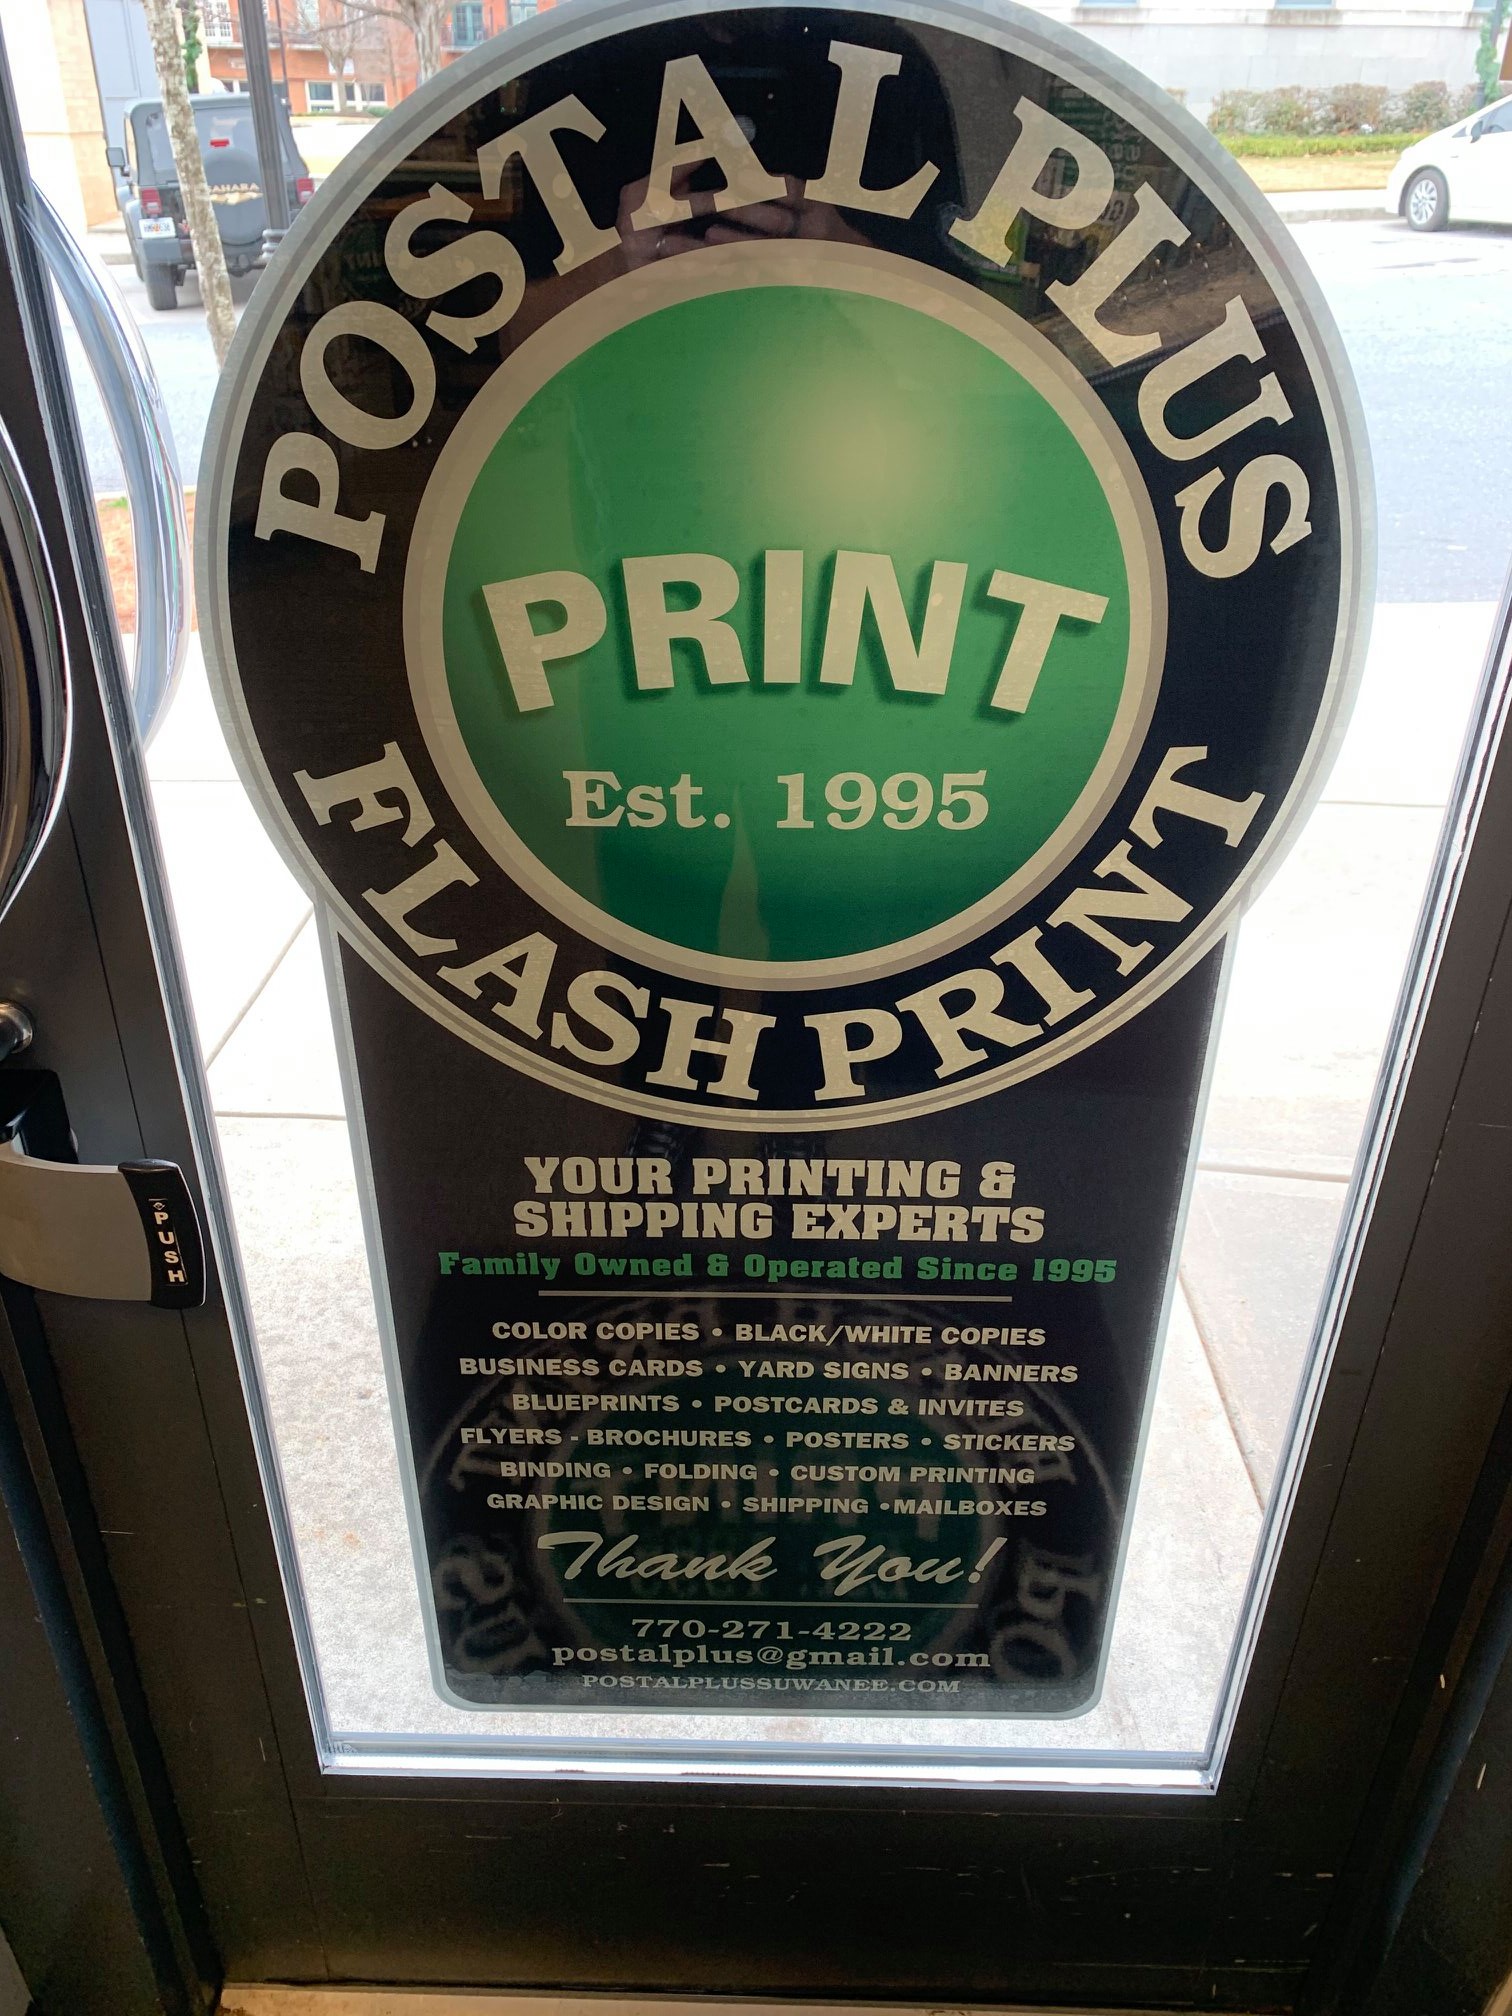 POSTAL PLUS
PRINT
Est. 1995
FLASH PRINT
YOUR PRINTING &
SHIPPING EXPERTS
Family Owned & Operated Since 1995
COLOR COPIES • BLACK/WHITE COPIES
BUSINESS CARDS • YARD SIGNS • BANNERS
BLUEPRINTS • POSTCARDS & INVITES
FLYERS - BROCHURES • POSTERS • STICKERS
BINDING • FOLDING • CUSTOM PRINTING
GRAPHIC DESIGN • SHIPPING •MAILBOXES
Thank You!
770-271-4222
postalplus@gmail.com
POSTALPLUSSUWANEE.COM
PUSH
SAHARA